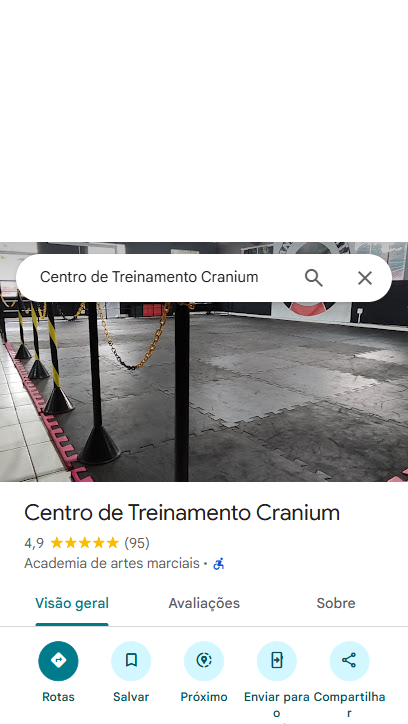 Centro de Treinamento Cranium
Centro de Treinamento Cranium
4,9 (95)
Academia de artes marciais ·
Visão geral Avaliações Sobre
Rotas Salvar Próximo Enviar para o Compartilhar